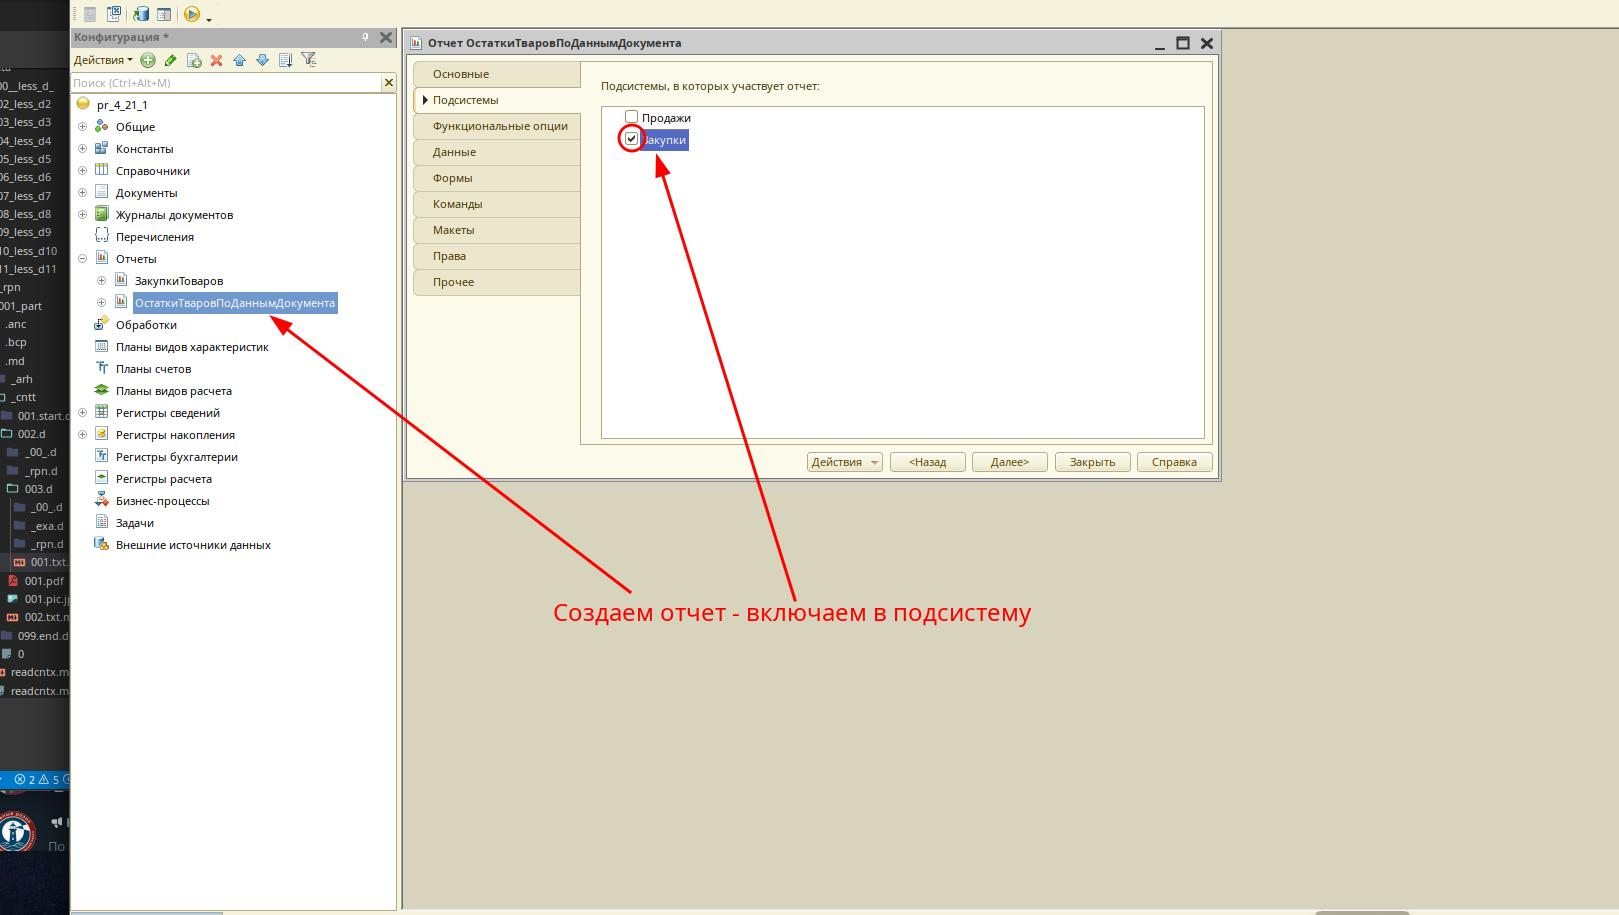 Конфигурация *
Действия
Поиск (Ctrl+Alt+M)
pr_4_21_1
Общие
Константы
Справочники
Документы
Журналы документов
Перечисления
Отчеты
ЗакупкиТоваров
ОстаткиТваровПоДаннымДокумента
Обработки
Планы видов характеристик
Планы счетов
Планы видов расчета
Регистры сведений
Регистры накопления
Регистры бухгалтерии
Регистры расчета
Бизнес-процессы
Задачи
Внешние источники данных
Отчет ОстаткиТваровПоДаннымДокумента
Основные
Подсистемы
Функциональные опции
Данные
Формы
Команды
Макеты
Права
Прочее
Подсистемы, в которых участвует отчет:
Продажи
Закупки
Действия
<Назад
Далее>
Закрыть
Справка
Создаем отчет - включаем в подсистему
00__less_d_
02_less_d2
03_less_d3
04_less_d4
05_less_d5
06_less_d6
07_less_d7
08_less_d8
09_less_d9
10_less_d10
11_less_d11
_rpn
001_part
.anc
.bcp
.md
_arh
_cntt
001.start.d
002.d
_00_.d
_rpn.d
003.d
_00_.d
_exa.d
_rpn.d
001.txt.
001.pdf
001.pic.j
002.txt.m
099.end.d
0
readcntx.m
readcntx.m
2
5
По